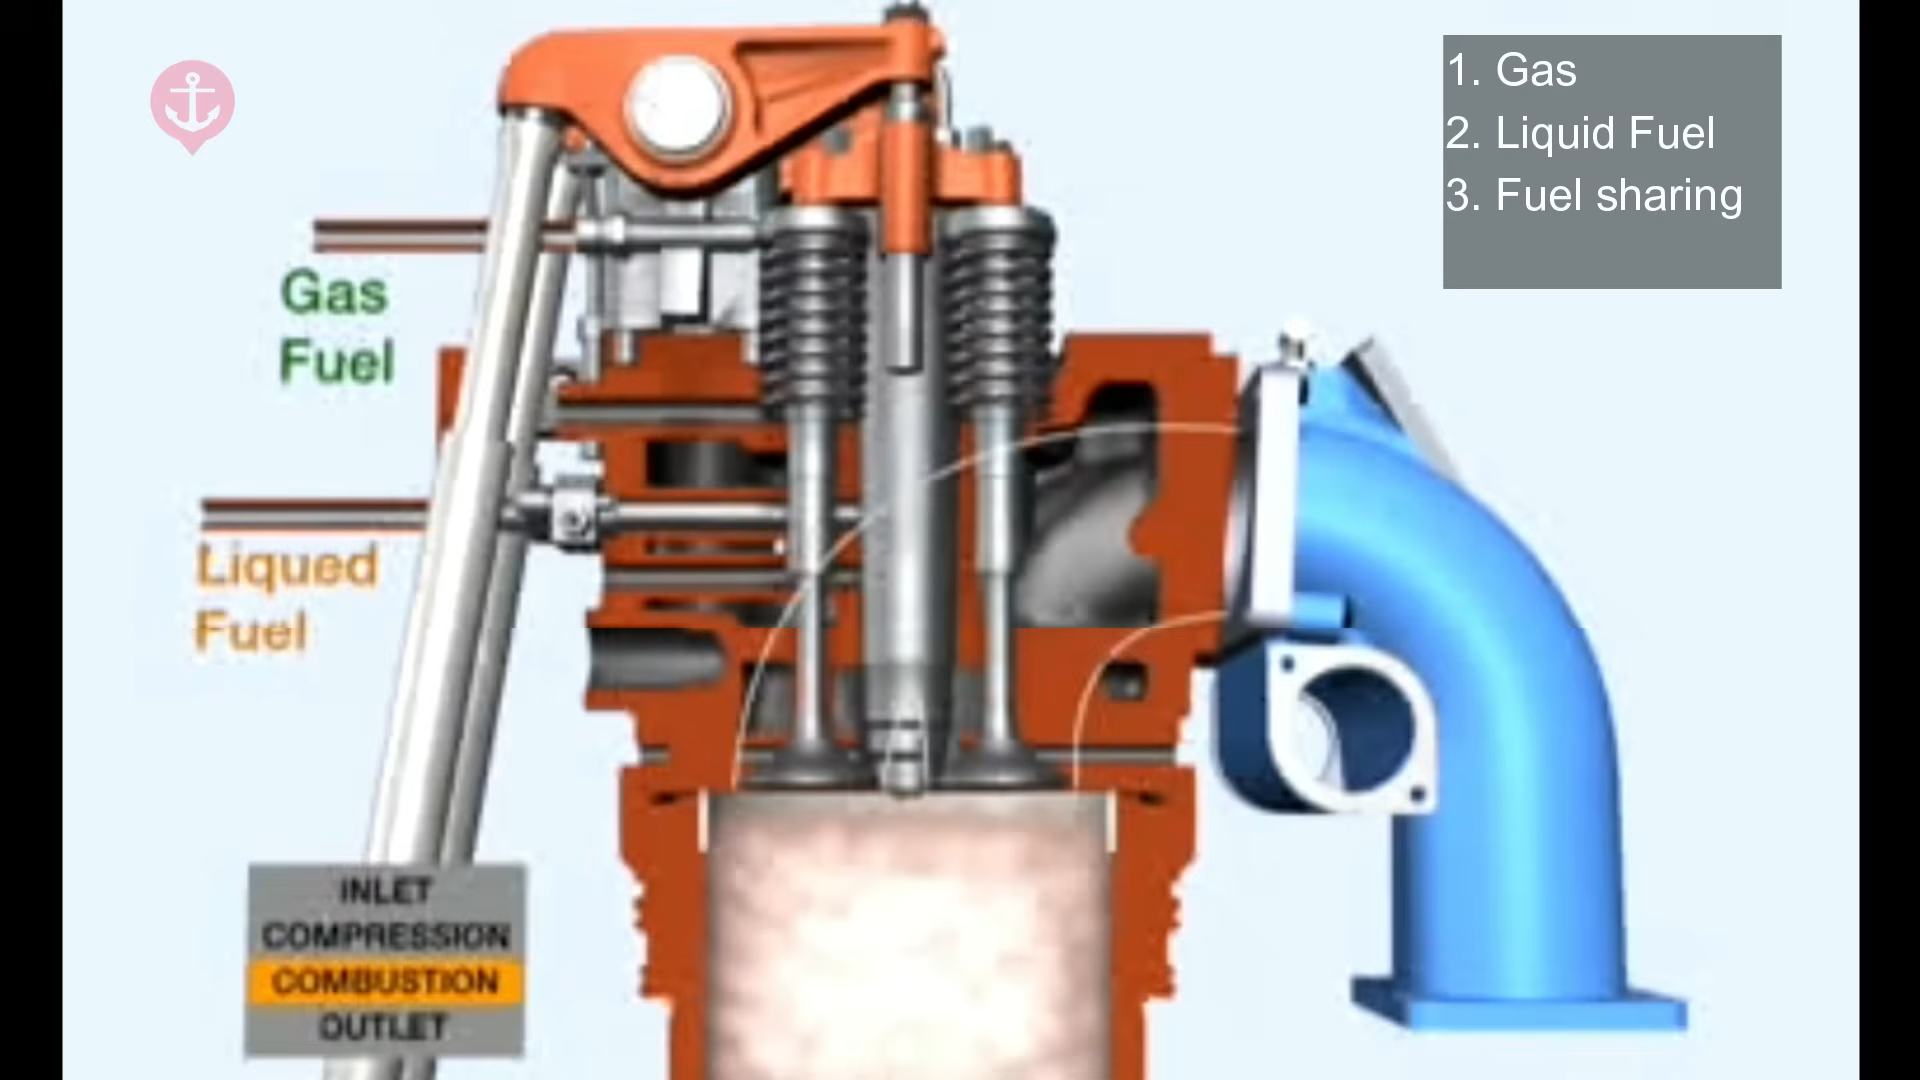 1. Gas
2. Liquid Fuel
3. Fuel sharing
Gas
Fuel
Liqued
Fuel
INLET
COMPRESSION
COMBUSTION
OUTLET